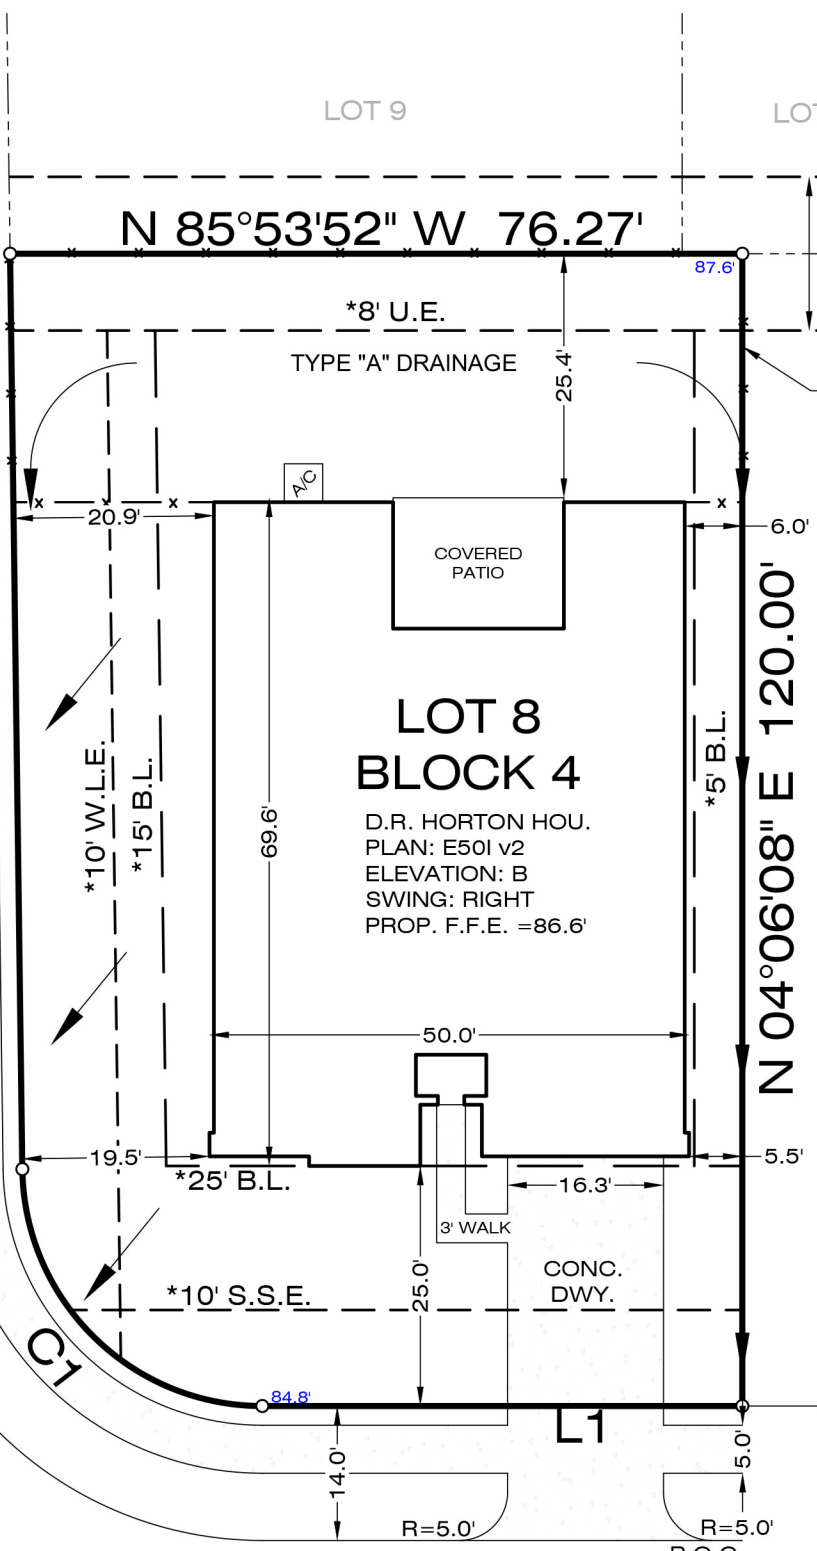 LOT 9
LOT
N 85°53'52" W 76.27'
87.6'
*8' U.E.
TYPE "A" DRAINAGE
25.4'
A/C
20.9'
6.0'
COVERED
PATIO
N 04°06'08" E 120.00'
LOT 8
BLOCK 4
*5' B.L.
*10' W.L.E.
*15' B.L.
69.6'
D.R. HORTON HOU.
PLAN: E50I v2
ELEVATION: B
SWING: RIGHT
PROP. F.F.E. =86.6'
50.0'
19.5'
5.5'
*25' B.L.
16.3'
3' WALK
25.0'
CONC.
DWY.
*10' S.S.E.
C1
84.8'
L1
14.0'
5.0'
R=5.0'
R=5.0'